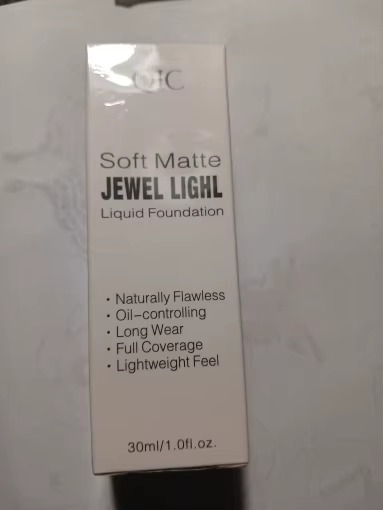 QIC
Soft Matte
JEWEL LIGHL
Liquid Foundation
• Naturally Flawless
• Oil-controlling
• Long Wear
• Full Coverage
• Lightweight Feel
30ml/1.0fl.oz.